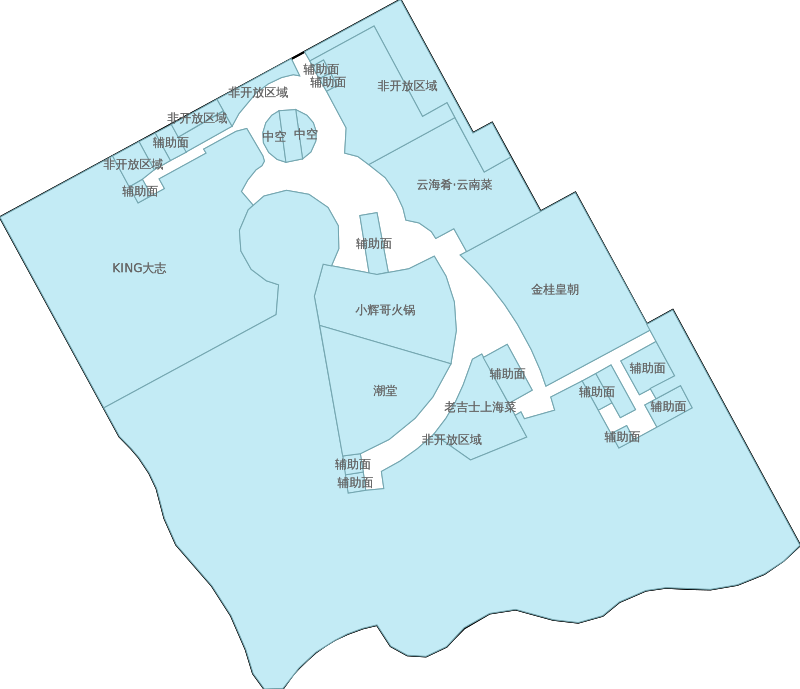 辅助面
辅助面
非开放区域
非开放区域
非开放区域
中空
中空
辅助面
非开放区域
云海肴·云南菜
辅助面
辅助面
KING大志
金桂皇朝
小辉哥火锅
辅助面
辅助面
潮堂
辅助面
老吉士上海菜
辅助面
辅助面
非开放区域
辅助面
辅助面